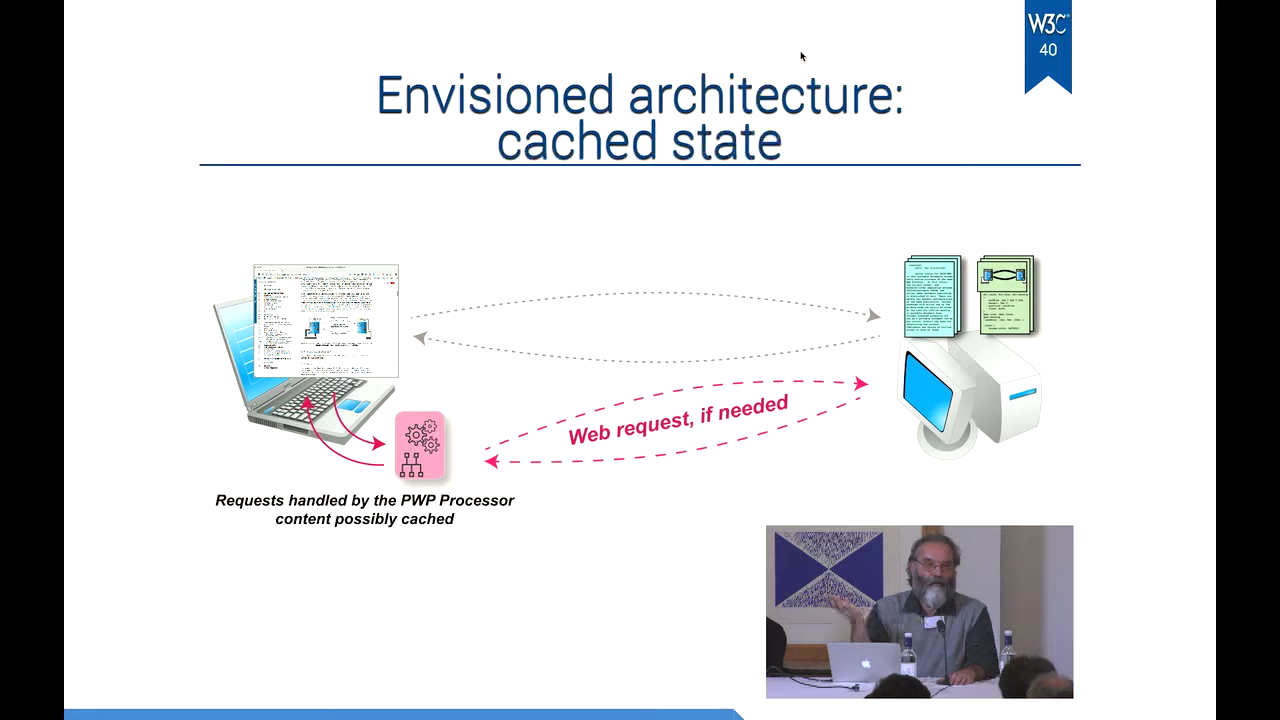 W3C
40
Envisioned architecture:
cached state
Web request, if needed
Requests handled by the PWP Processor
content possibly cached